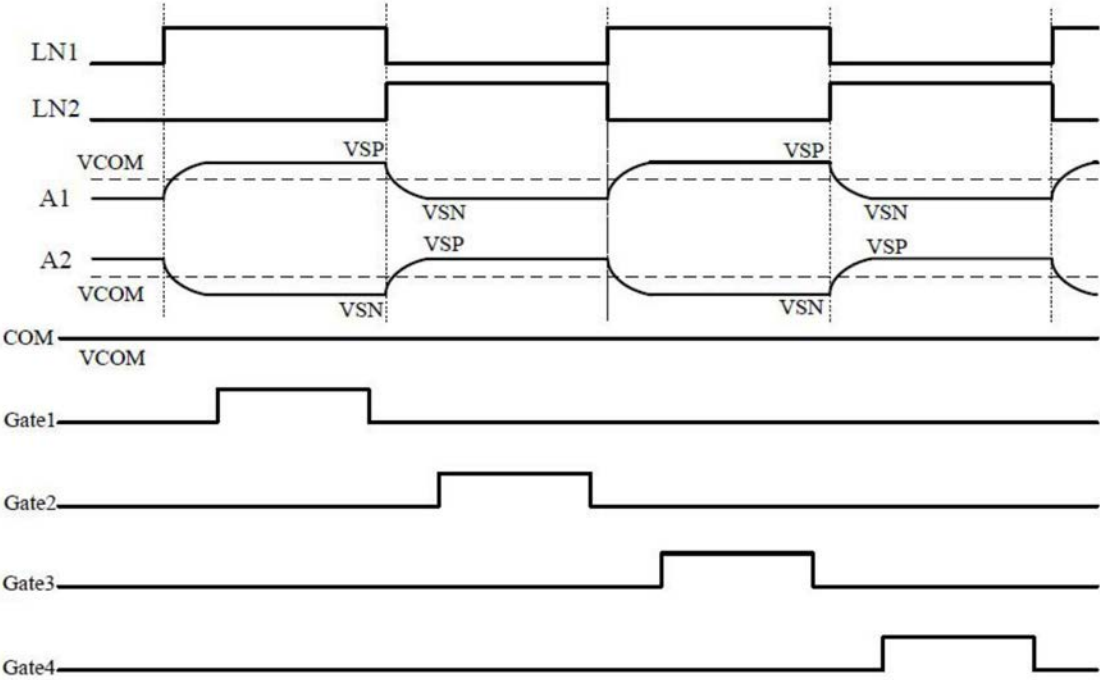 LN1
LN2
VCOM
VSP
VSP
A1
VSN
VSN
A2
VSP
VSP
VCOM
VSN
VSN
COM
VCOM
Gate1
Gate2
Gate3
Gate4